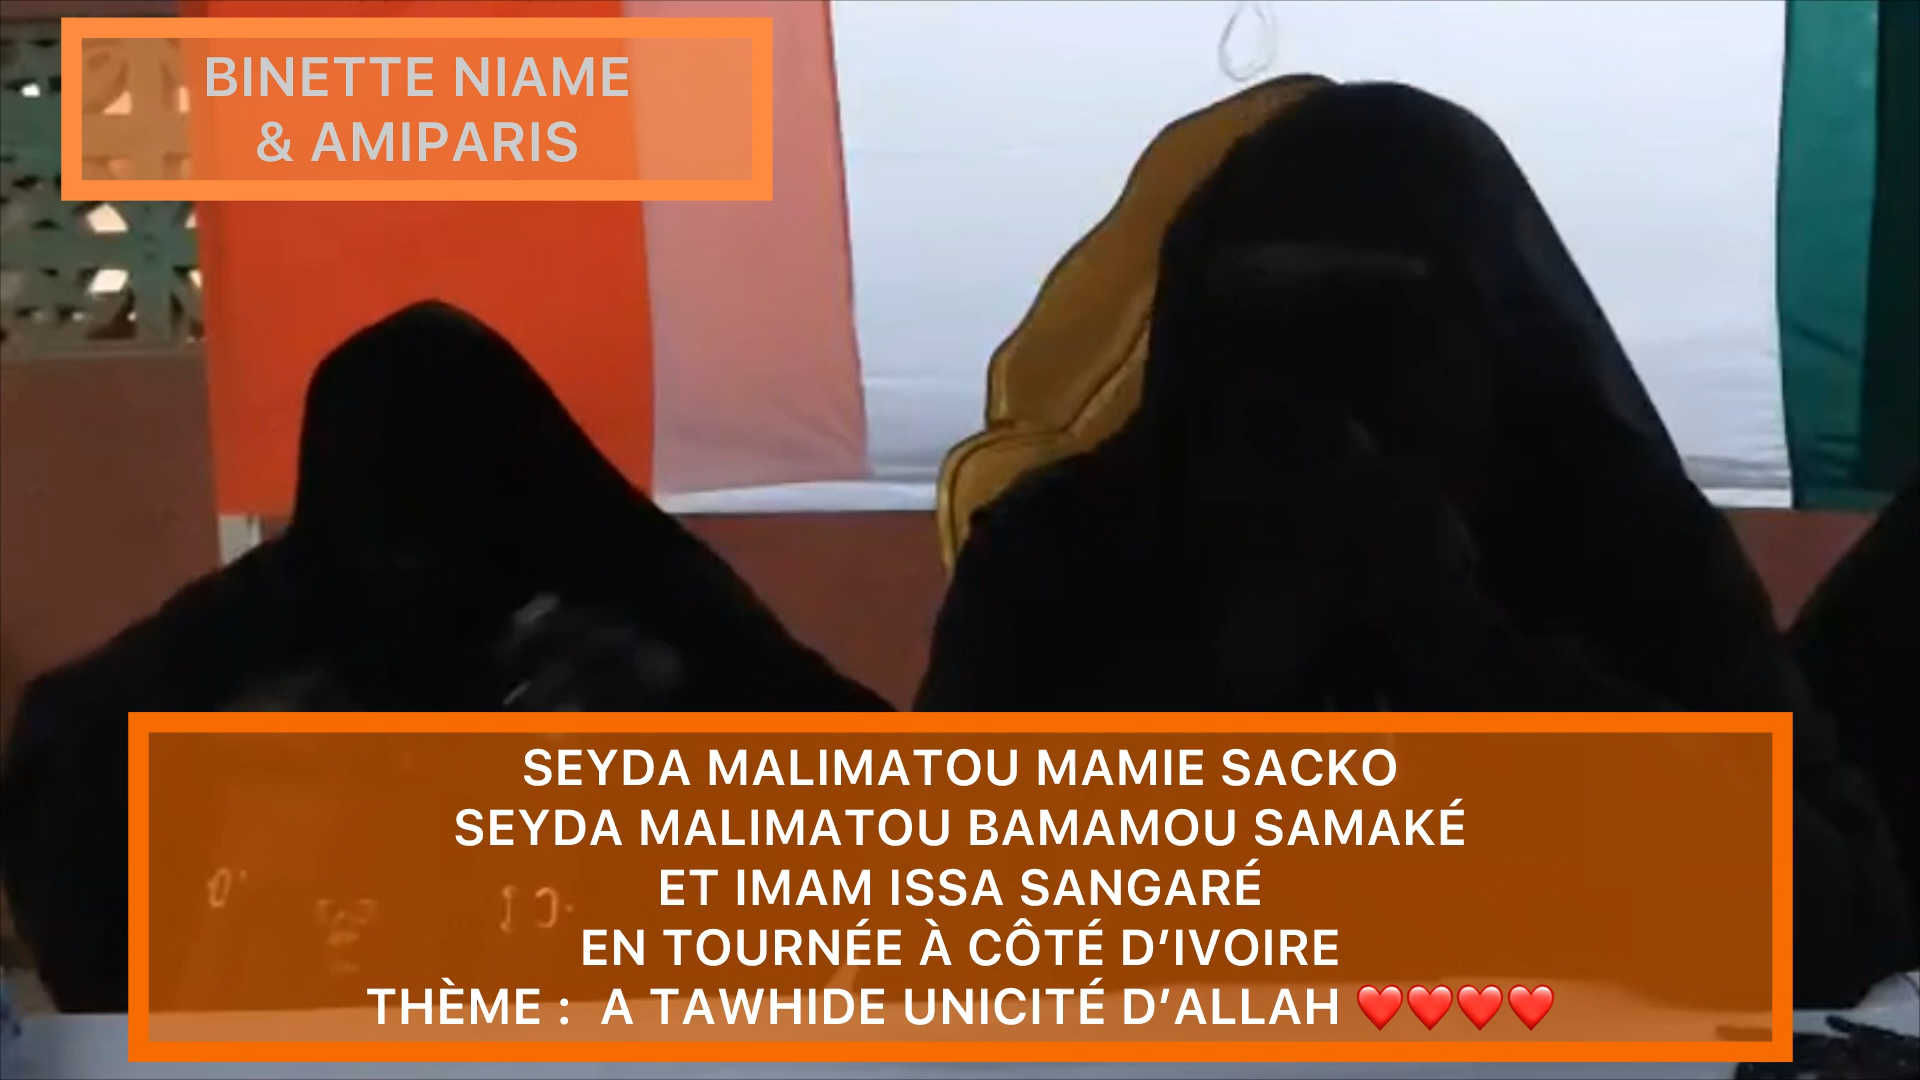 BINETTE NIAME
& AMIPARIS
SEYDA MALIMATOU MAMIE SACKO
SEYDA MALIMATOU BAMAMOU SAMAKÉ
ET IMAM ISSA SANGARÉ
EN TOURNÉE À CÔTÉ D’IVOIRE
THÈME : A TAWHIDE UNICITÉ D’ALLAH ❤️❤️❤️❤️